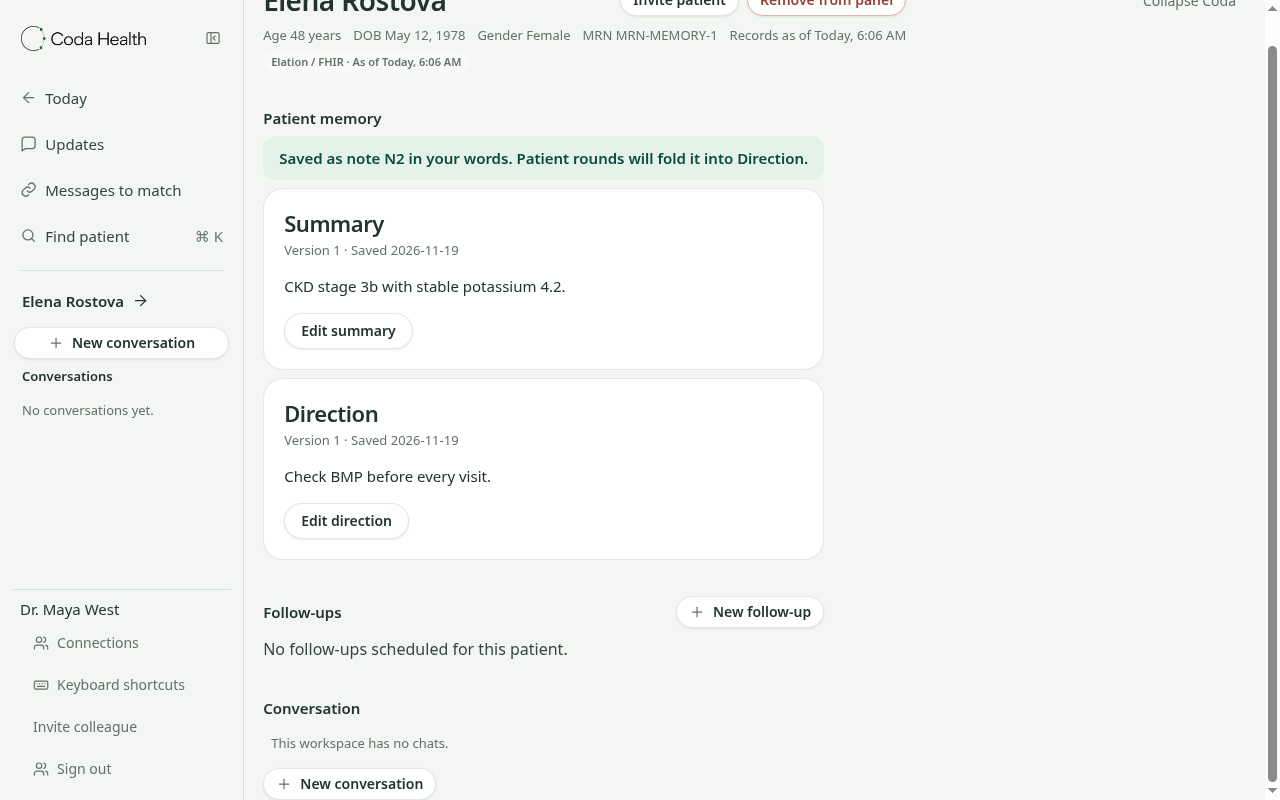 Coda Health
Today
Updates
Messages to match
Find patient ⌘ K
Elena Rostova
New conversation
Conversations
No conversations yet.
Dr. Maya West
Connections
Keyboard shortcuts
Invite colleague
Sign out
Elena Rostova
Invite patient
Remove from panel
Collapse Coda
Age 48 years DOB May 12, 1978 Gender Female MRN MRN-MEMORY-1 Records as of Today, 6:06 AM
Elation / FHIR · As of Today, 6:06 AM
Patient memory
Saved as note N2 in your words. Patient rounds will fold it into Direction.
Summary
Version 1 · Saved 2026-11-19
CKD stage 3b with stable potassium 4.2.
Edit summary
Direction
Version 1 · Saved 2026-11-19
Check BMP before every visit.
Edit direction
Follow-ups
New follow-up
No follow-ups scheduled for this patient.
Conversation
This workspace has no chats.
New conversation